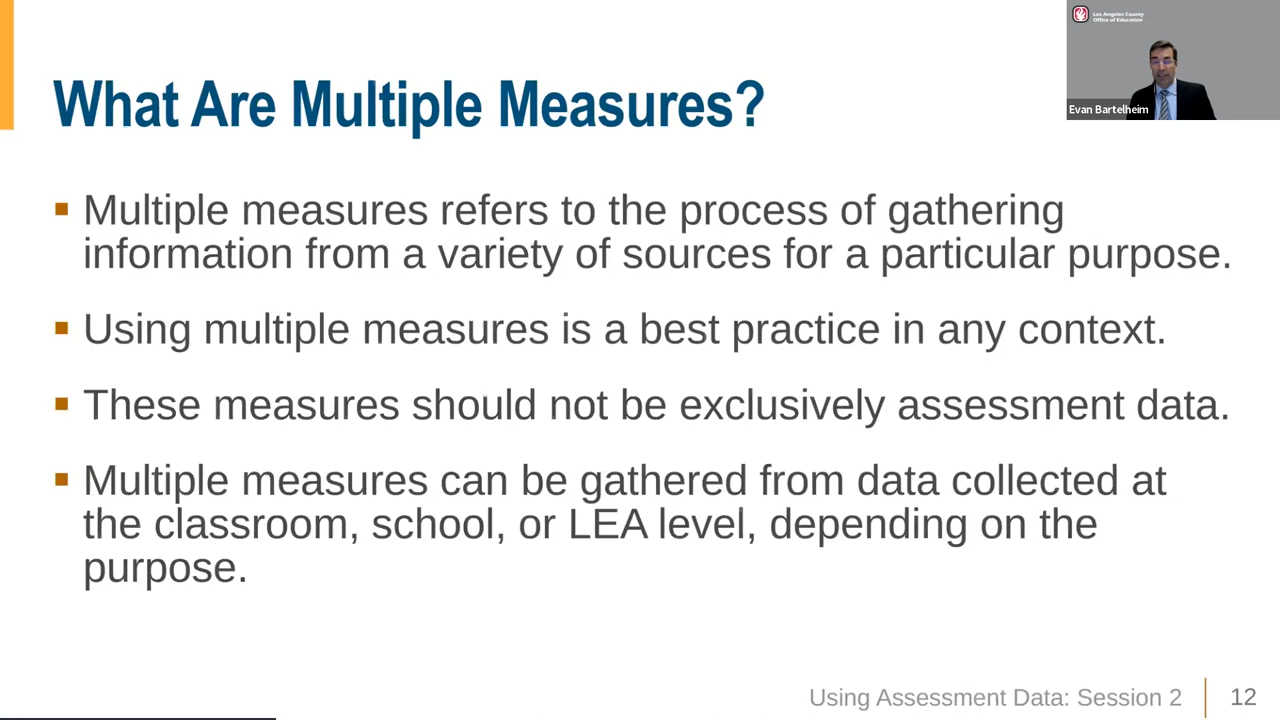 Los Angeles County
Office of Education
Evan Bartelheim
What Are Multiple Measures?
Multiple measures refers to the process of gathering
information from a variety of sources for a particular purpose.
Using multiple measures is a best practice in any context.
These measures should not be exclusively assessment data.
Multiple measures can be gathered from data collected at
the classroom, school, or LEA level, depending on the
purpose.
Using Assessment Data: Session 2
12